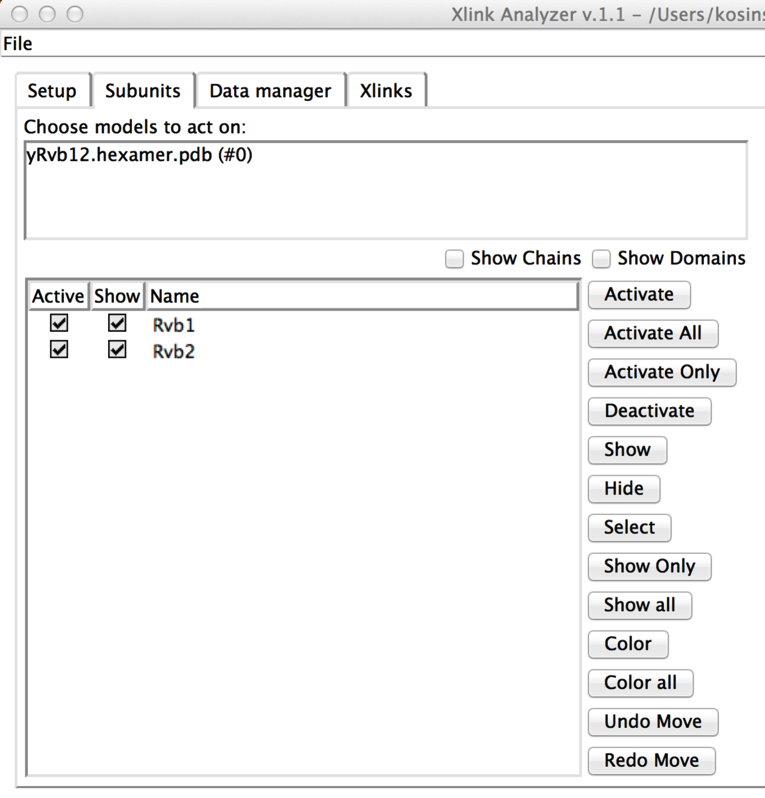 Xlink Analyzer v.1.1 – /Users/kosins
File
Setup Subunits Data manager Xlinks
Choose models to act on:
yRvb12.hexamer.pdb (#0)
Show Chains Show Domains
Active Show Name
Rvb1
Rvb2
Activate
Activate All
Activate Only
Deactivate
Show
Hide
Select
Show Only
Show all
Color
Color all
Undo Move
Redo Move